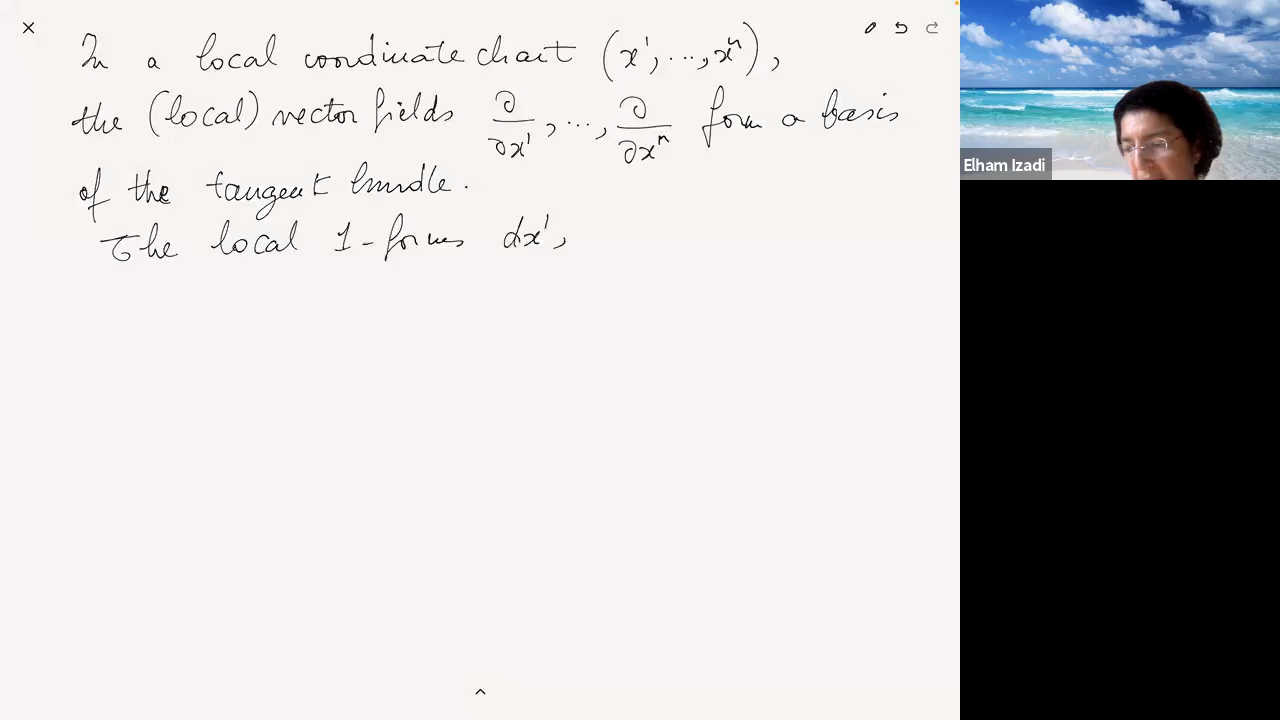 In a local coordinate chart (x¹, ..., xⁿ),
the (local) vector fields ∂/∂x¹, ..., ∂/∂xⁿ form a basis
of the tangent bundle.
The local 1-forms dx¹,
Elham Izadi